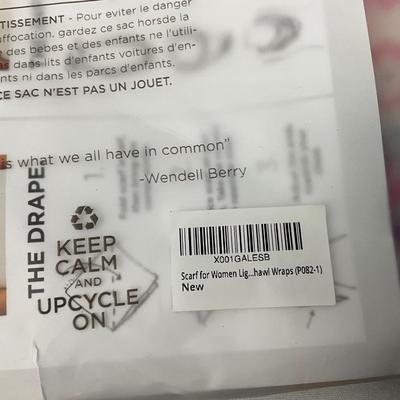 TISSEMENT - Pour eviter le danger
uffocation, gardez ce sac horsde la
e des bebes et des enfants ne l'utili-
as dans lits d'enfants voitures d'en-
nts ni dans les parcs d'enfants.
CE SAC N'EST PAS UN JOUET.
is what we all have in common"
-Wendell Berry
THE DRAPE
KEEP
CALM
AND
UPCYCLE
ON
X001GALESB
Scarf for Women Lig...hawl Wraps (P082-1)
New